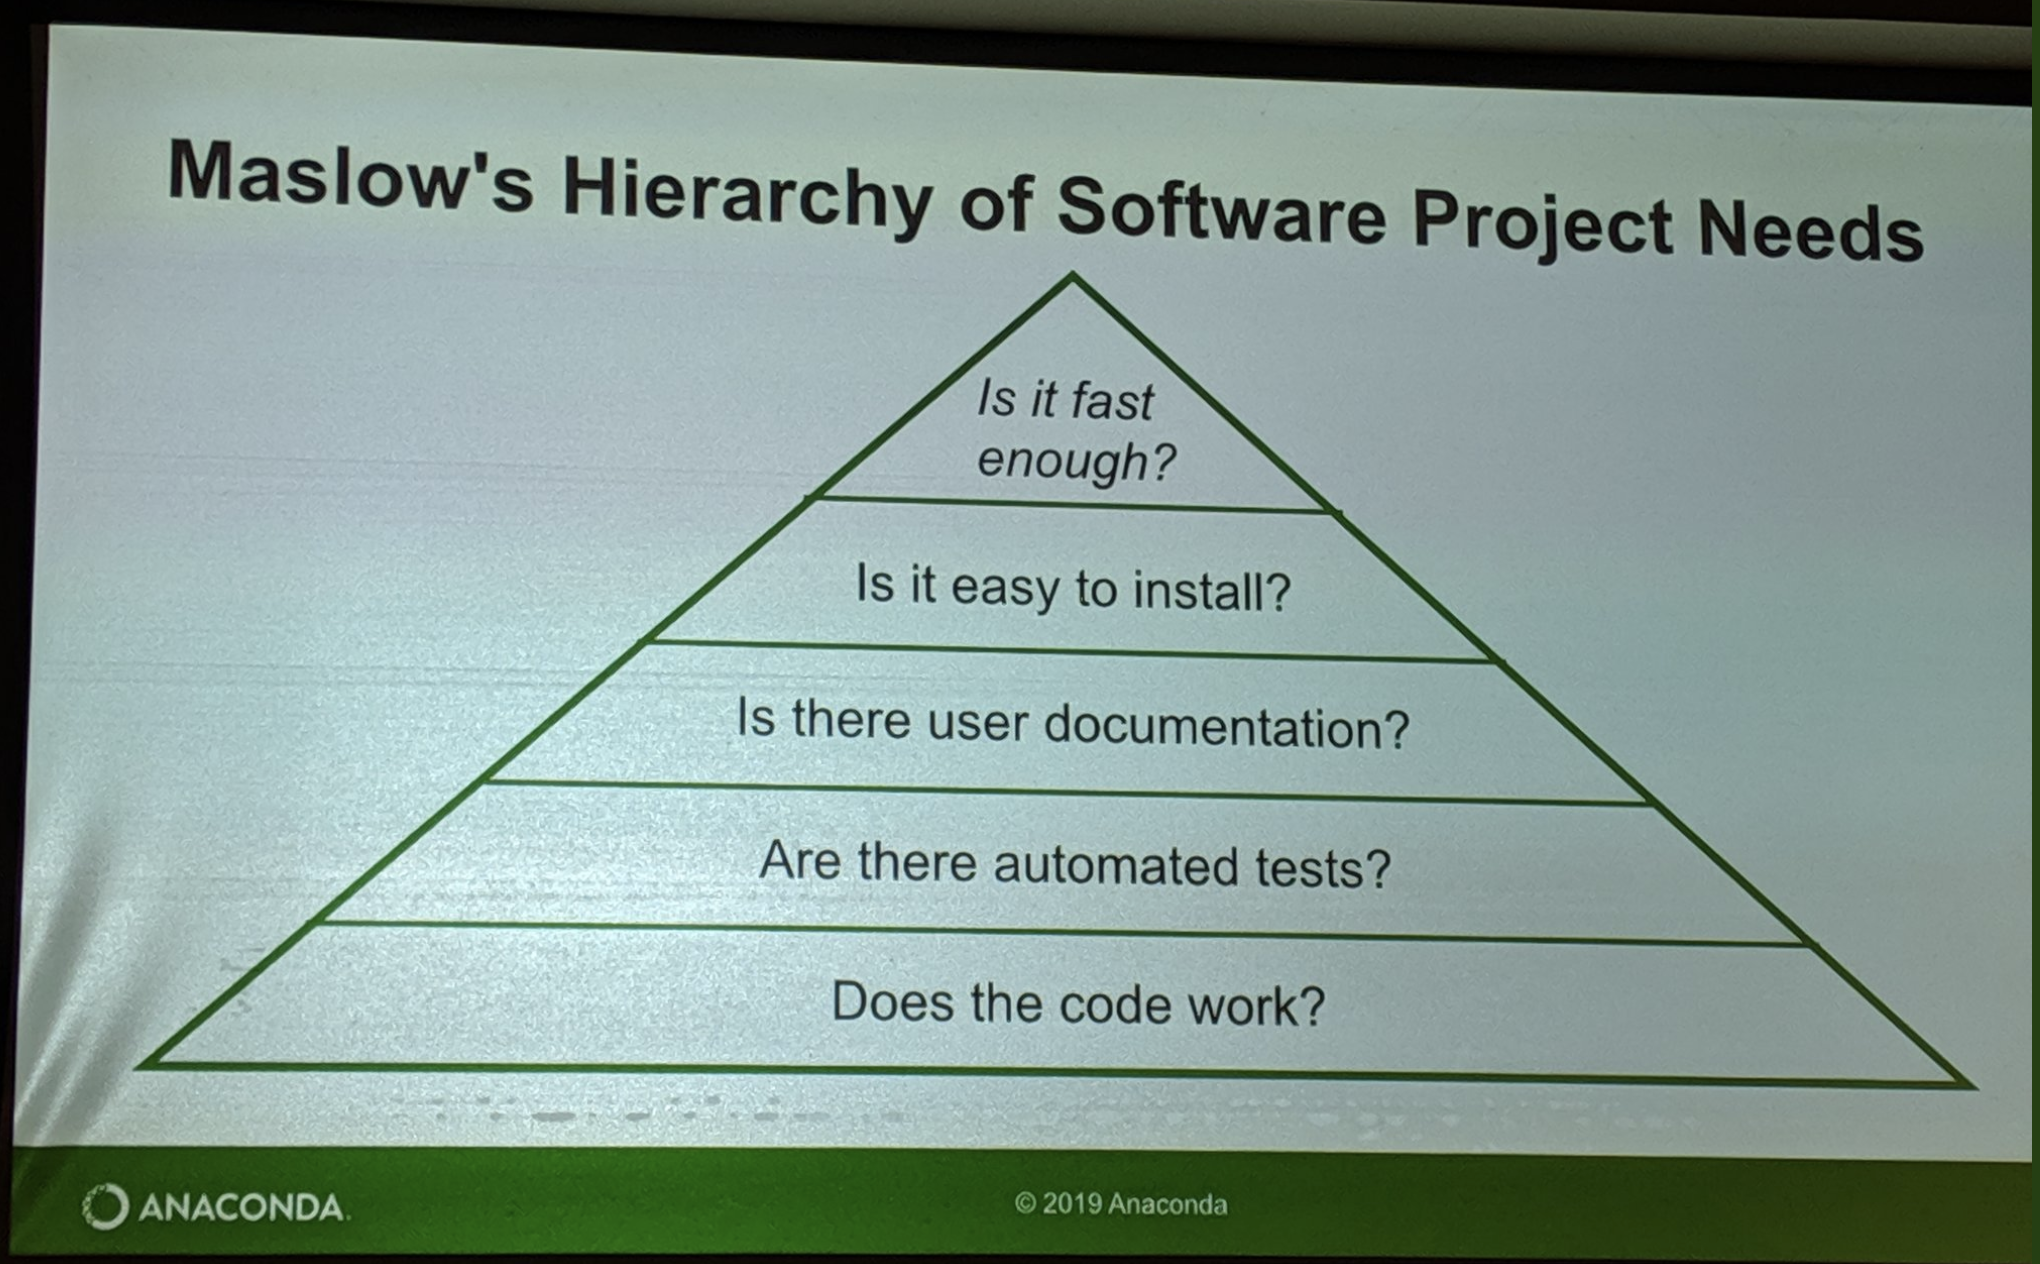 Maslow's Hierarchy of Software Project Needs
Is it fast
enough?
Is it easy to install?
Is there user documentation?
Are there automated tests?
Does the code work?
ANACONDA.
© 2019 Anaconda